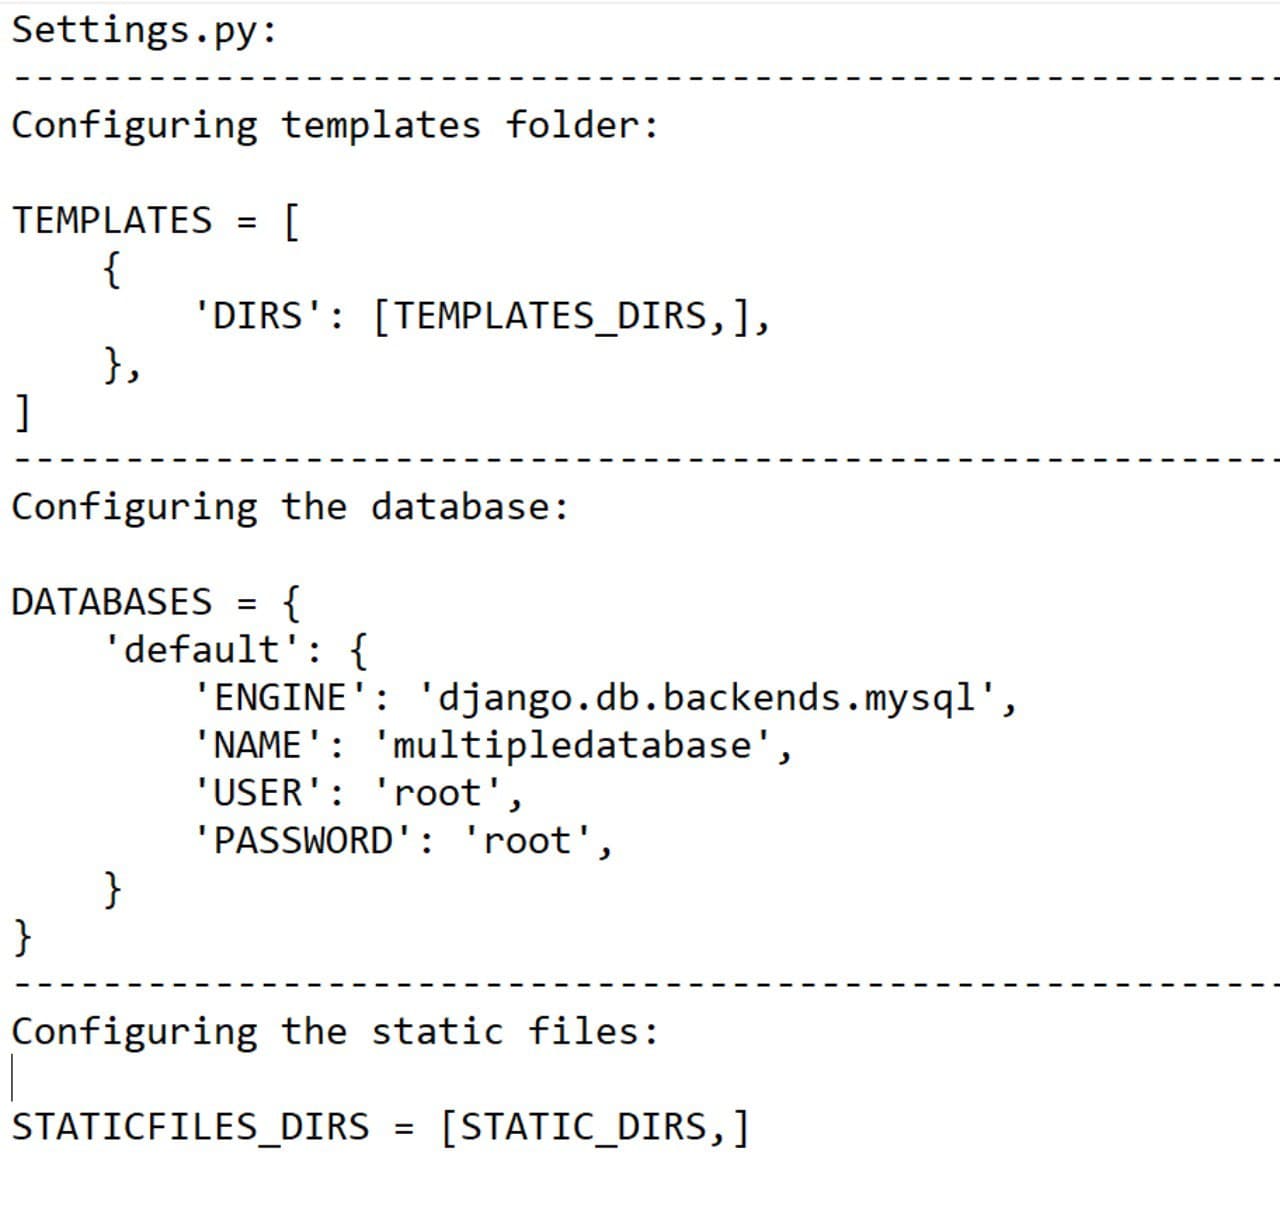 Settings.py:
---------------------------------------------------------
Configuring templates folder:
TEMPLATES = [
    {
        'DIRS': [TEMPLATES_DIRS,],
    },
]
---------------------------------------------------------
Configuring the database:
DATABASES = {
    'default': {
        'ENGINE': 'django.db.backends.mysql',
        'NAME': 'multipledatabase',
        'USER': 'root',
        'PASSWORD': 'root',
    }
}
---------------------------------------------------------
Configuring the static files:
STATICFILES_DIRS = [STATIC_DIRS,]